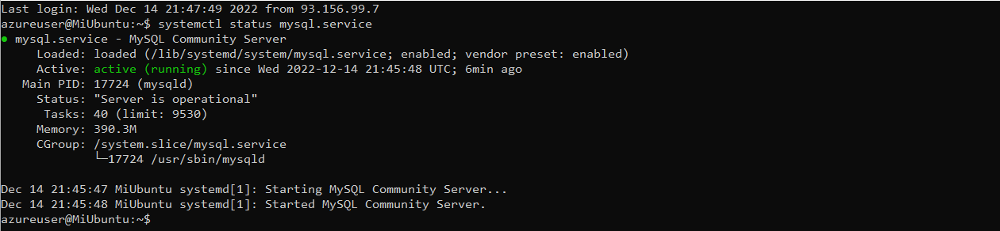 Last login: Wed Dec 14 21:47:49 2022 from 93.156.99.7
azureuser@MiUbuntu:~$ systemctl status mysql.service
● mysql.service - MySQL Community Server
     Loaded: loaded (/lib/systemd/system/mysql.service; enabled; vendor preset: enabled)
     Active: active (running) since Wed 2022-12-14 21:45:48 UTC; 6min ago
   Main PID: 17724 (mysqld)
     Status: "Server is operational"
      Tasks: 40 (limit: 9530)
     Memory: 390.3M
     CGroup: /system.slice/mysql.service
             └─17724 /usr/sbin/mysqld

Dec 14 21:45:47 MiUbuntu systemd[1]: Starting MySQL Community Server...
Dec 14 21:45:48 MiUbuntu systemd[1]: Started MySQL Community Server.
azureuser@MiUbuntu:~$